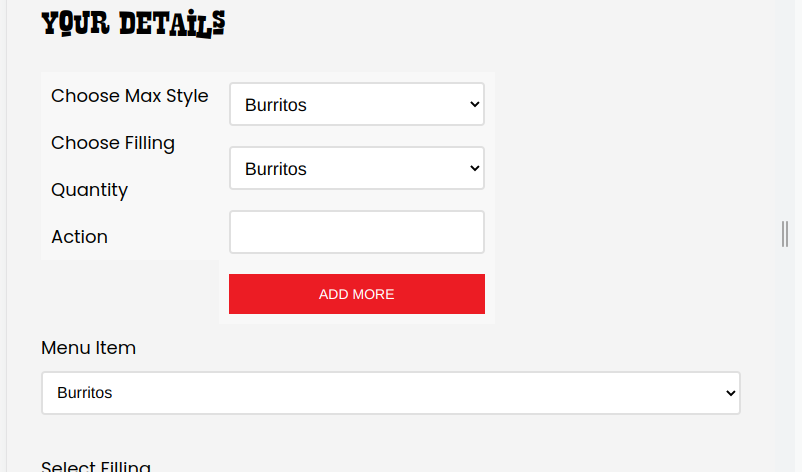 YOUR DETAILS
Choose Max Style
Burritos
Choose Filling
Burritos
Quantity
Action
ADD MORE
Menu Item
Burritos
Select Filling